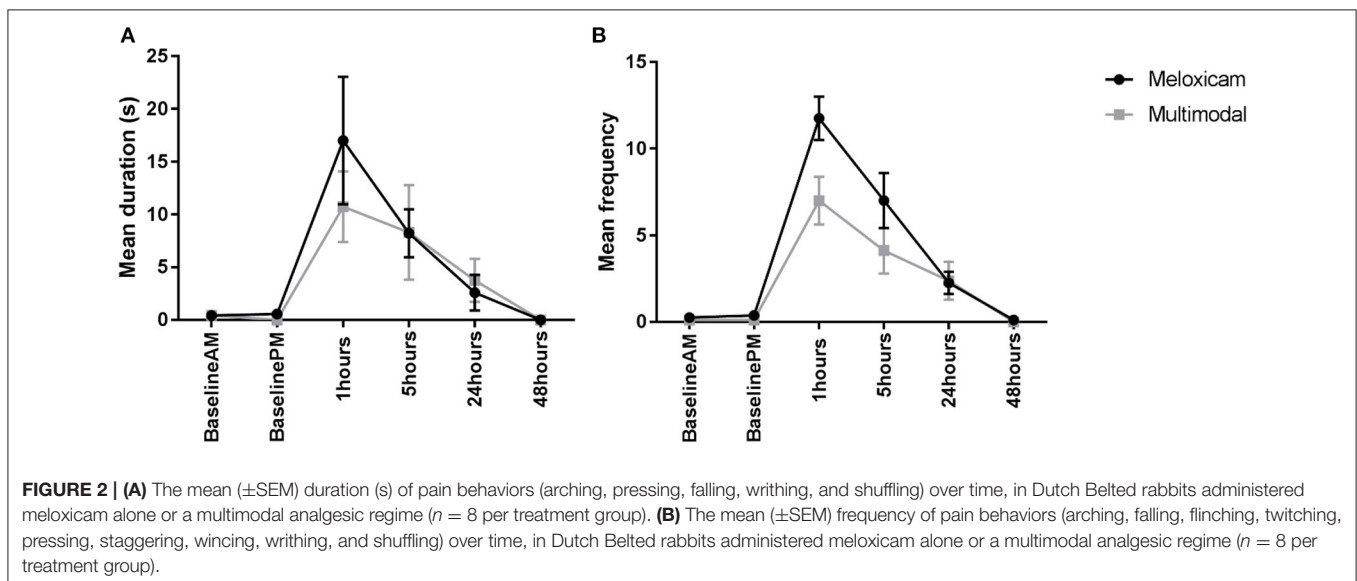 A
Mean duration (s)
25
20
15
10
5
0
BaselineAM
BaselinePM
1hours
5hours
24hours
48hours
B
Mean frequency
15
10
5
0
BaselineAM
BaselinePM
1hours
5hours
24hours
48hours
Meloxicam
Multimodal
FIGURE 2 | (A) The mean (±SEM) duration (s) of pain behaviors (arching, pressing, falling, writhing, and shuffling) over time, in Dutch Belted rabbits administered
meloxicam alone or a multimodal analgesic regime (n = 8 per treatment group). (B) The mean (±SEM) frequency of pain behaviors (arching, falling, flinching, twitching,
pressing, staggering, wincing, writhing, and shuffling) over time, in Dutch Belted rabbits administered meloxicam alone or a multimodal analgesic regime (n = 8 per
treatment group).